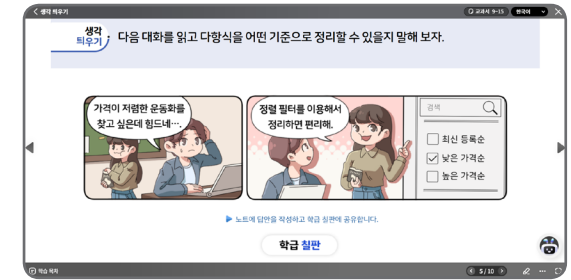 생각 띄우기
교과서 9~15
한국어
생각
띄우기
다음 대화를 읽고 다항식을 어떤 기준으로 정리할 수 있을지 말해 보자.
가격이 저렴한 운동화를
찾고 싶은데 힘드네….
정렬 필터를 이용해서
정리하면 편리해.
검색
최신 등록순
낮은 가격순
높은 가격순
노트에 답안을 작성하고 학급 칠판에 공유합니다.
학급 칠판
학습 목차
5/10